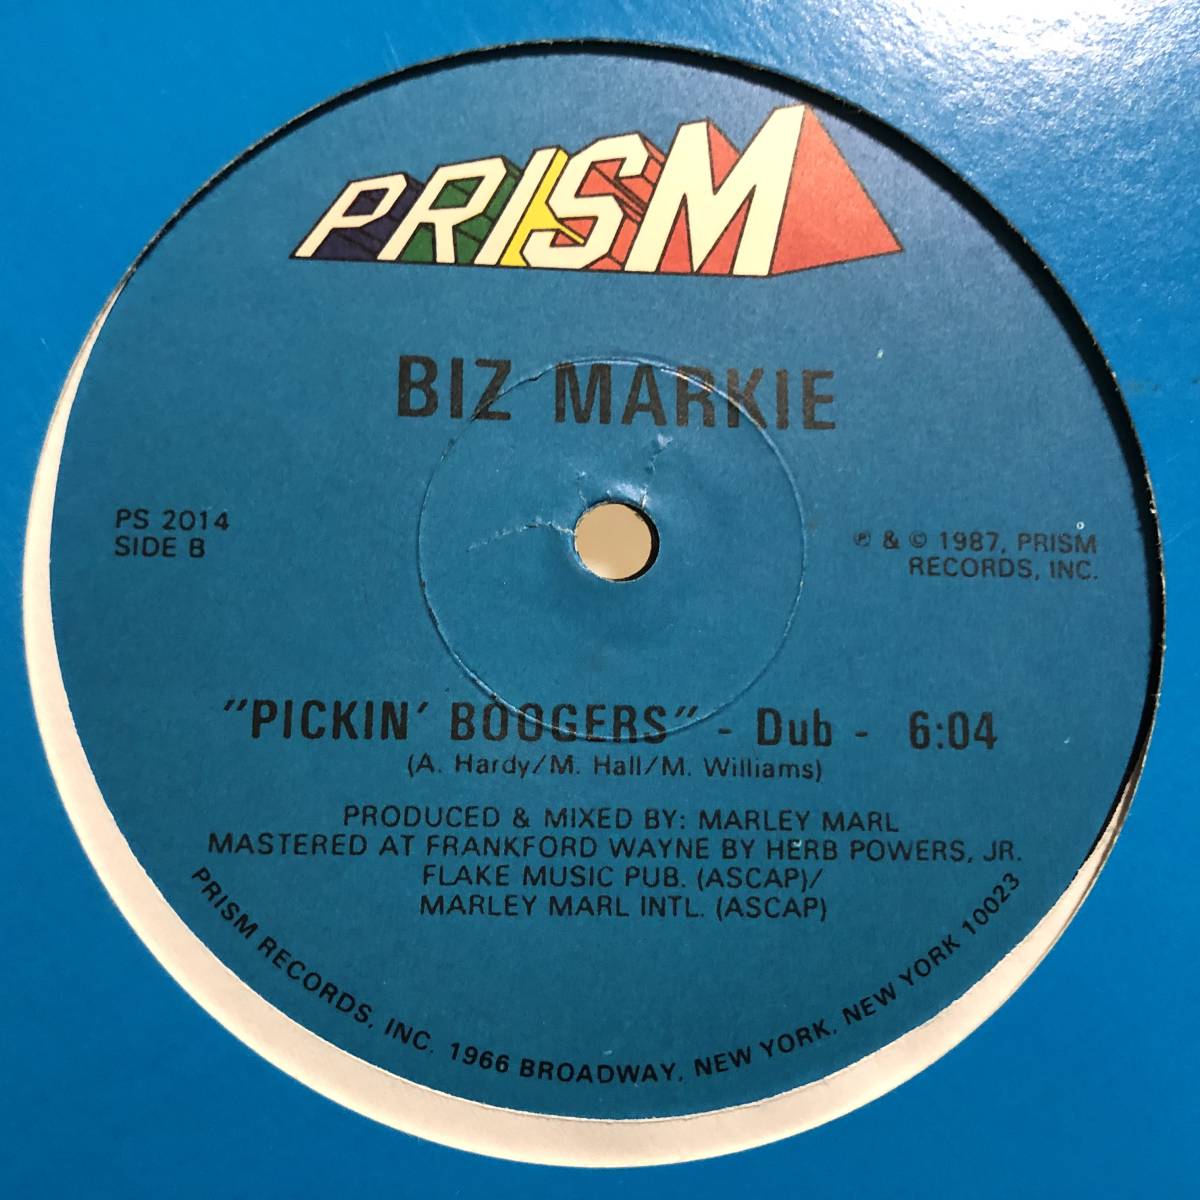 PRISM
BIZ MARKIE
PS 2014
SIDE B
℗ & © 1987, PRISM
RECORDS, INC.
"PICKIN' BOOGERS" - Dub - 6:04
(A. Hardy/M. Hall/M. Williams)
PRODUCED & MIXED BY: MARLEY MARL
MASTERED AT FRANKFORD WAYNE BY HERB POWERS, JR.
FLAKE MUSIC PUB. (ASCAP)/
MARLEY MARL INTL. (ASCAP)
PRISM RECORDS, INC. 1966 BROADWAY, NEW YORK, NEW YORK 10023